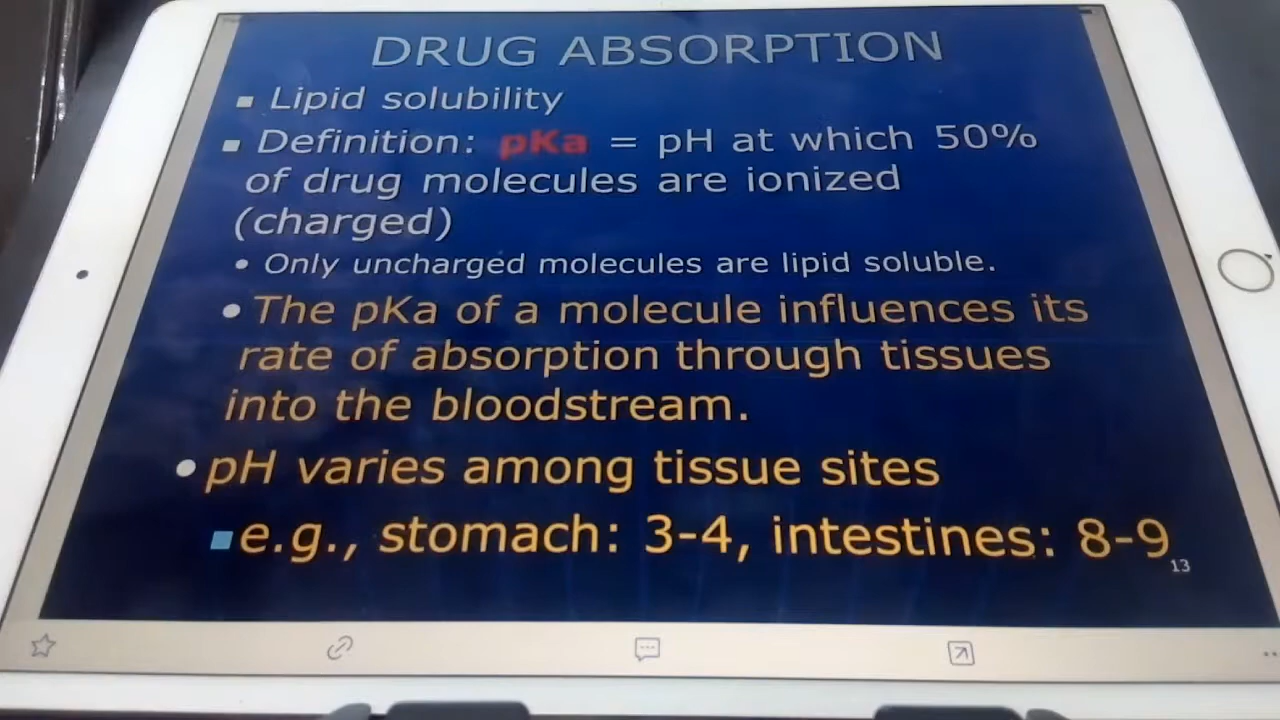 DRUG ABSORPTION
Lipid solubility
Definition: pKa = pH at which 50%
of drug molecules are ionized
(charged)
Only uncharged molecules are lipid soluble.
The pKa of a molecule influences its
rate of absorption through tissues
into the bloodstream.
pH varies among tissue sites
e.g., stomach: 3-4, intestines: 8-9
13